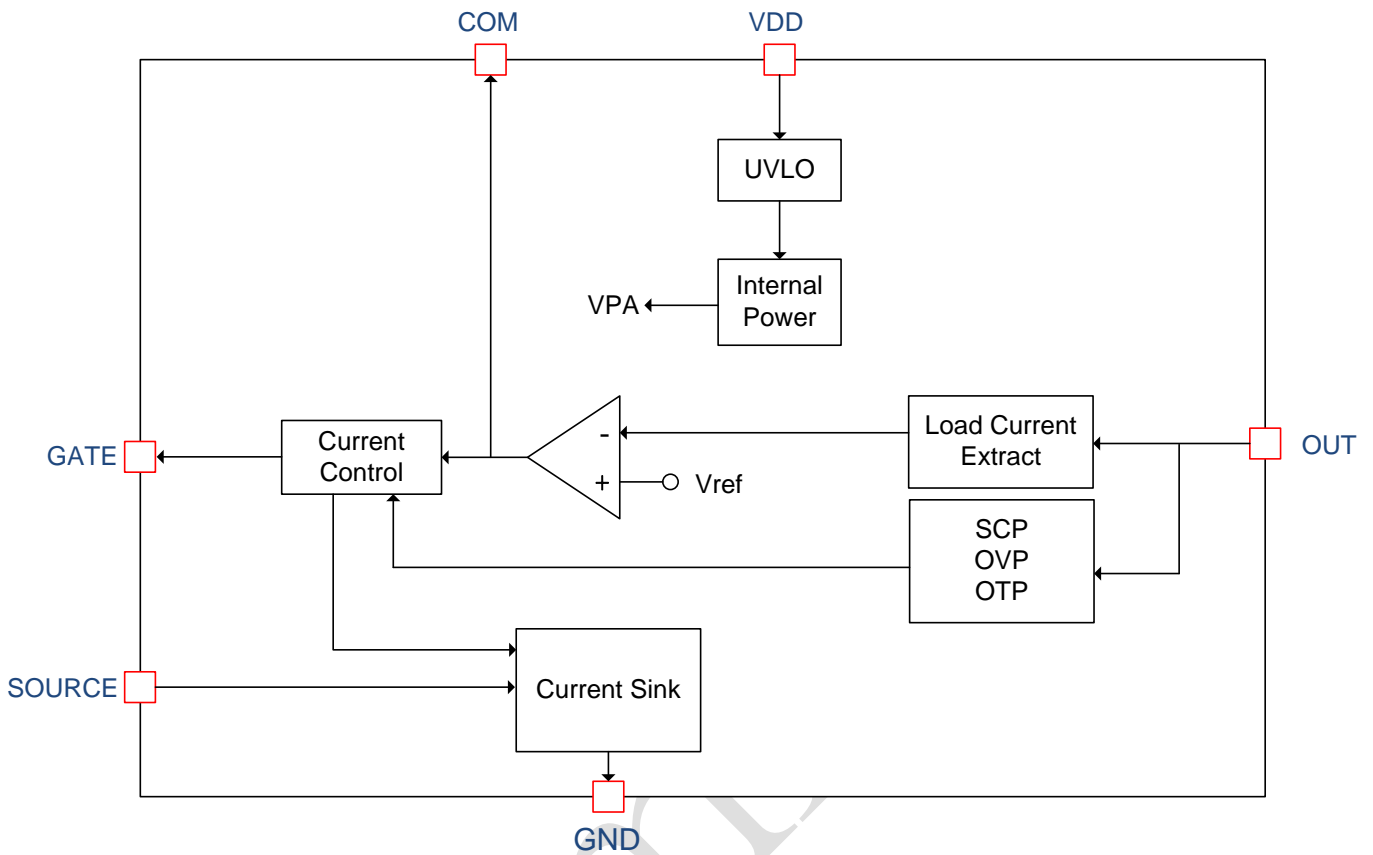 COM
VDD
UVLO
Internal
Power
VPA
GATE
Current
Control
-
+
Vref
Load Current
Extract
OUT
SCP
OVP
OTP
SOURCE
Current Sink
GND